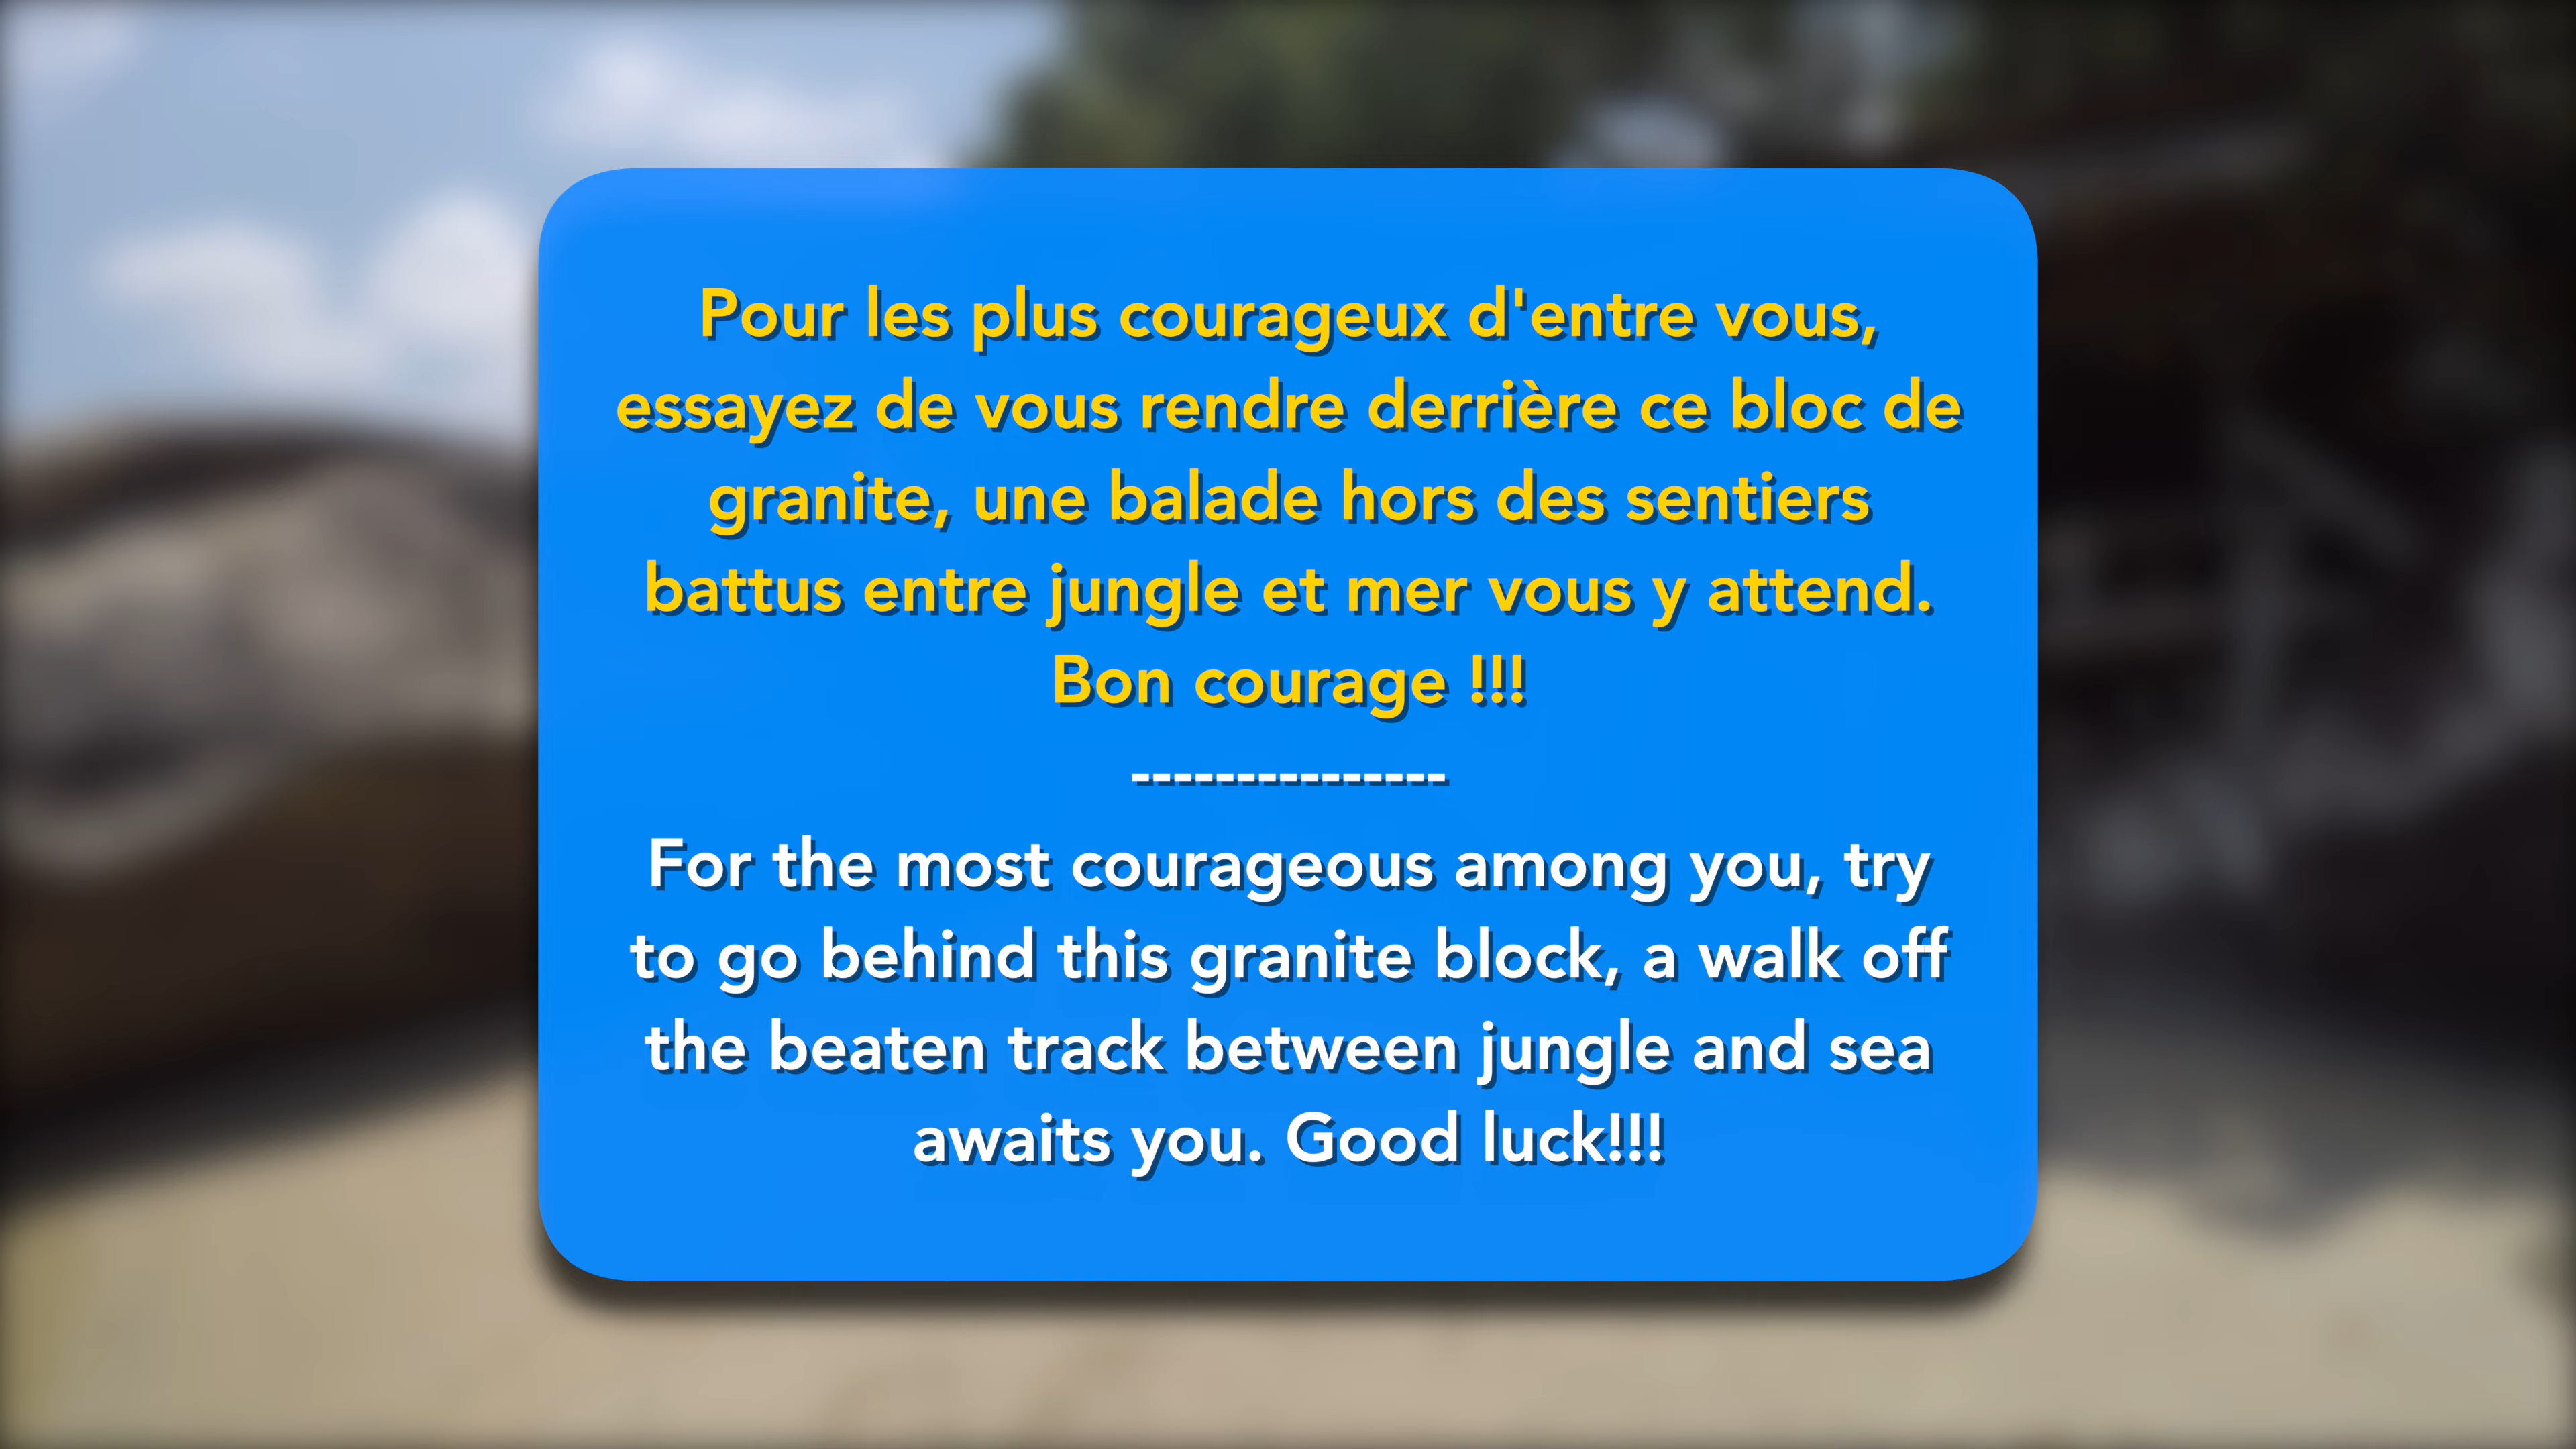 Pour les plus courageux d'entre vous,
essayez de vous rendre derrière ce bloc de
granite, une balade hors des sentiers
battus entre jungle et mer vous y attend.
Bon courage !!!
---------------
For the most courageous among you, try
to go behind this granite block, a walk off
the beaten track between jungle and sea
awaits you. Good luck!!!